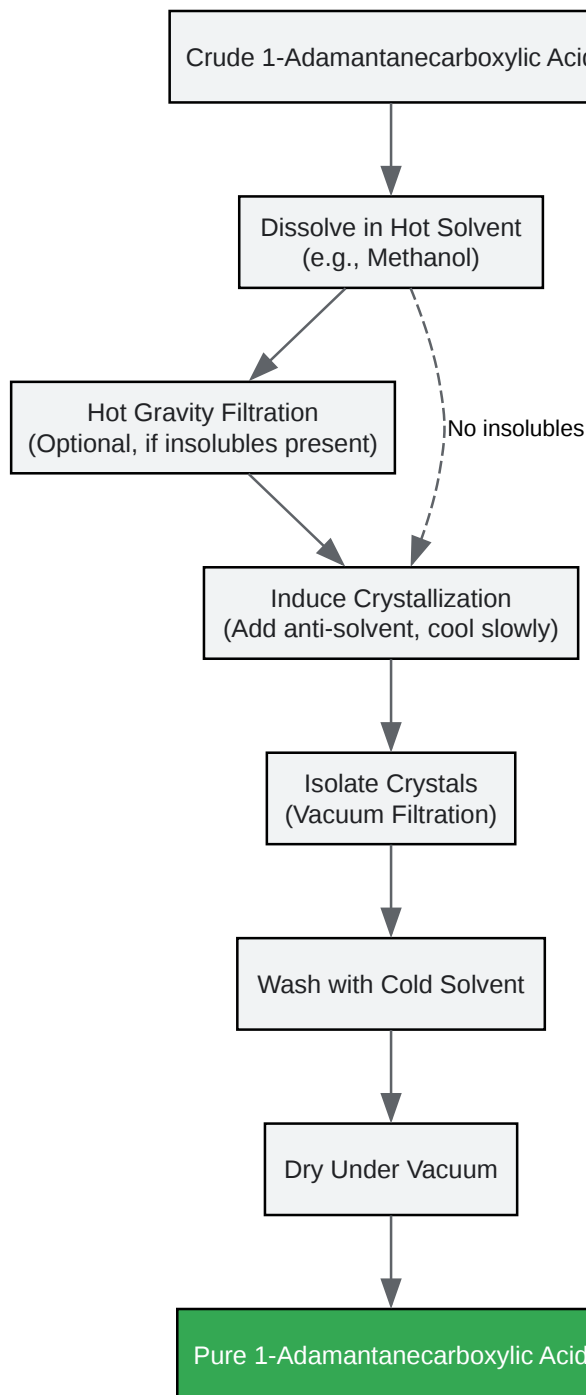 Crude 1-Adamantanecarboxylic Acid
Dissolve in Hot Solvent
(e.g., Methanol)
Hot Gravity Filtration
(Optional, if insolubles present)
No insolubles
Induce Crystallization
(Add anti-solvent, cool slowly)
Isolate Crystals
(Vacuum Filtration)
Wash with Cold Solvent
Dry Under Vacuum
Pure 1-Adamantanecarboxylic Acid